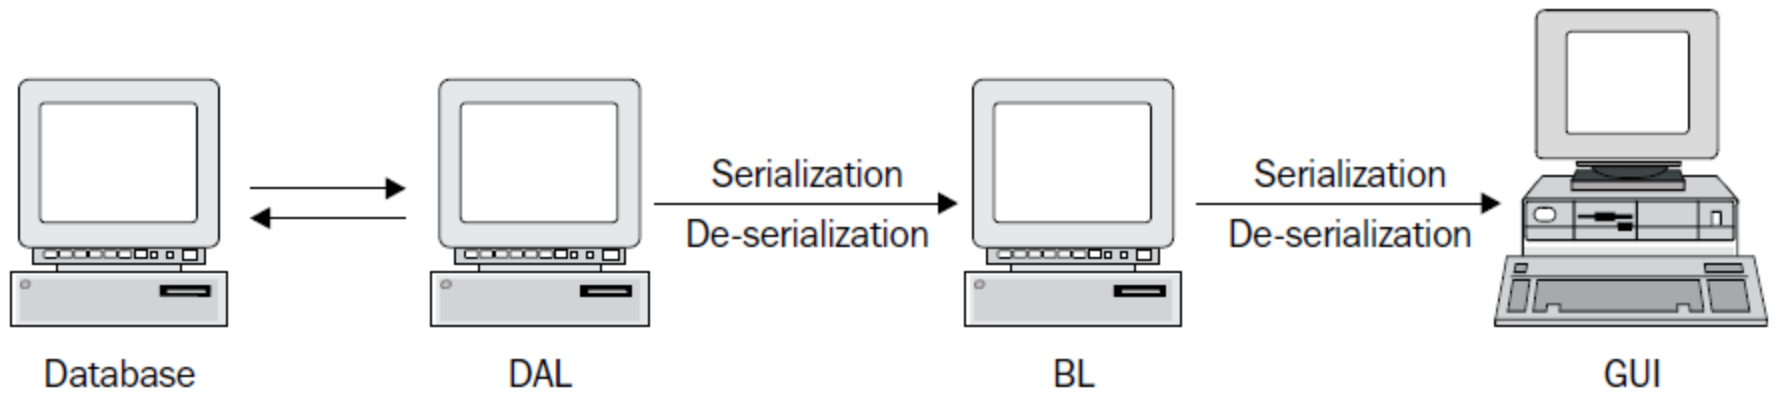 Serialization
De-serialization
Serialization
De-serialization
Database
DAL
BL
GUI